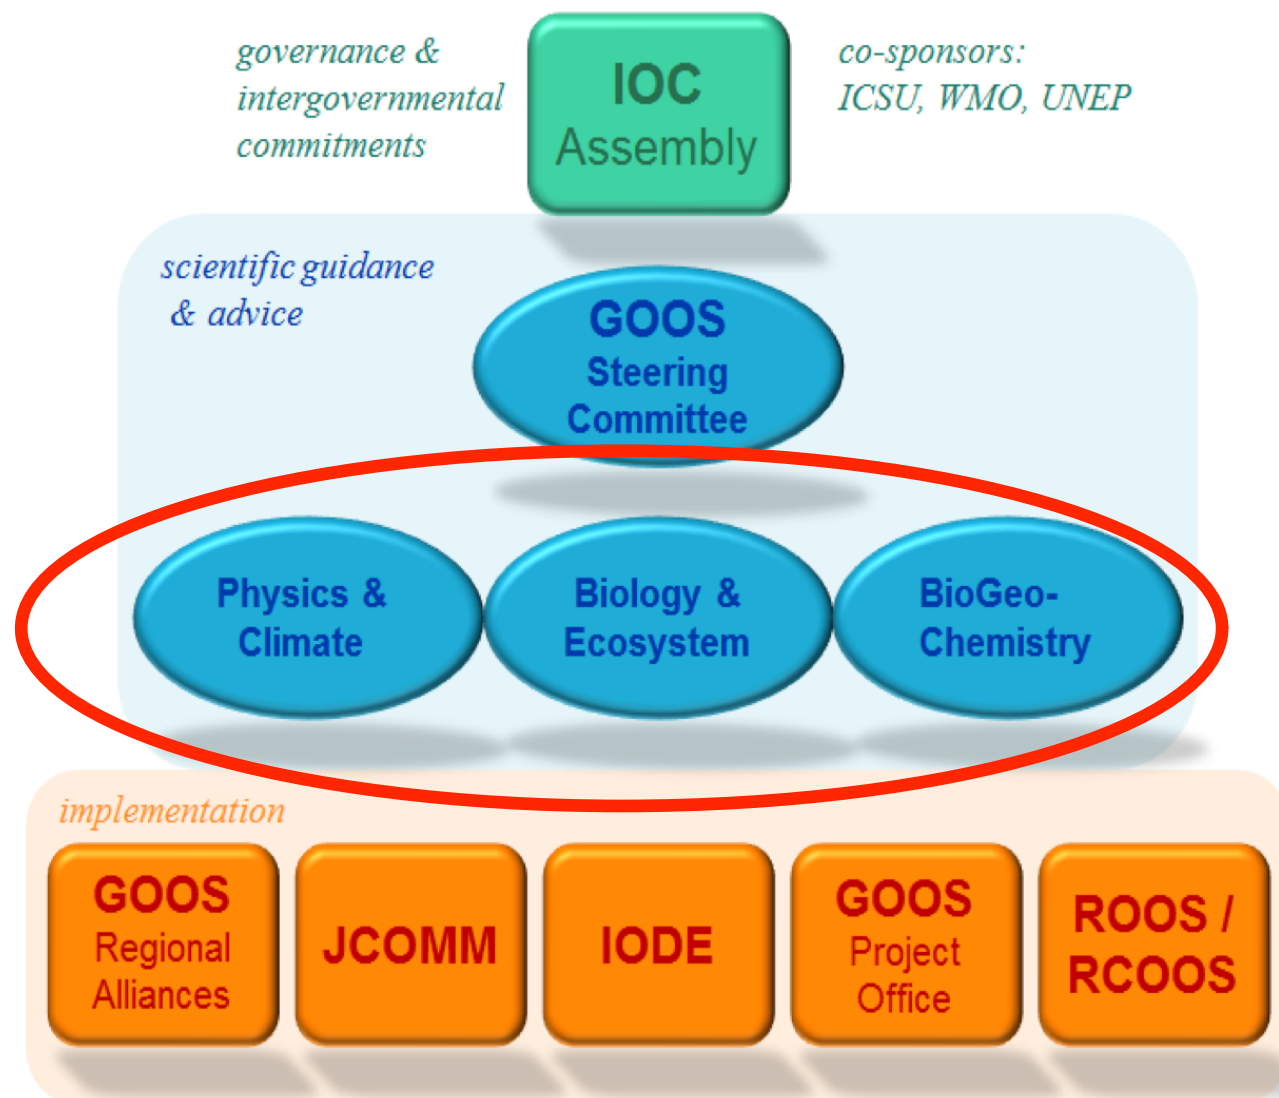 governance &
intergovernmental
commitments
IOC
Assembly
co-sponsors:
ICSU, WMO, UNEP
scientific guidance
& advice
GOOS
Steering
Committee
Physics &
Climate
Biology &
Ecosystem
BioGeo-
Chemistry
implementation
GOOS
Regional
Alliances
JCOMM
IODE
GOOS
Project
Office
ROOS /
RCOOS